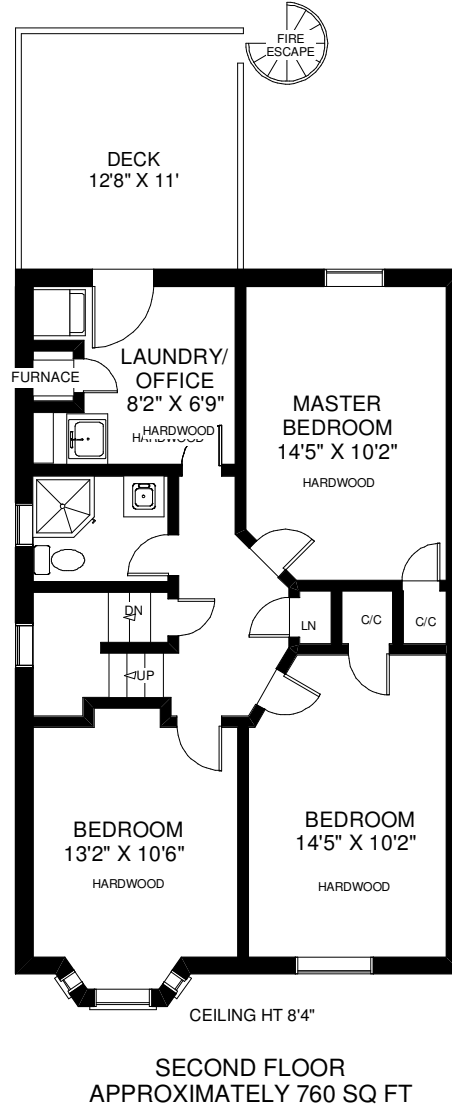 FIRE
ESCAPE
DECK
12'8" X 11'
FURNACE
LAUNDRY/
OFFICE
8'2" X 6'9"
HARDWOOD
HARDWOOD
MASTER
BEDROOM
14'5" X 10'2"
HARDWOOD
DN
LN
C/C
C/C
UP
BEDROOM
13'2" X 10'6"
HARDWOOD
BEDROOM
14'5" X 10'2"
HARDWOOD
CEILING HT 8'4"
SECOND FLOOR
APPROXIMATELY 760 SQ FT